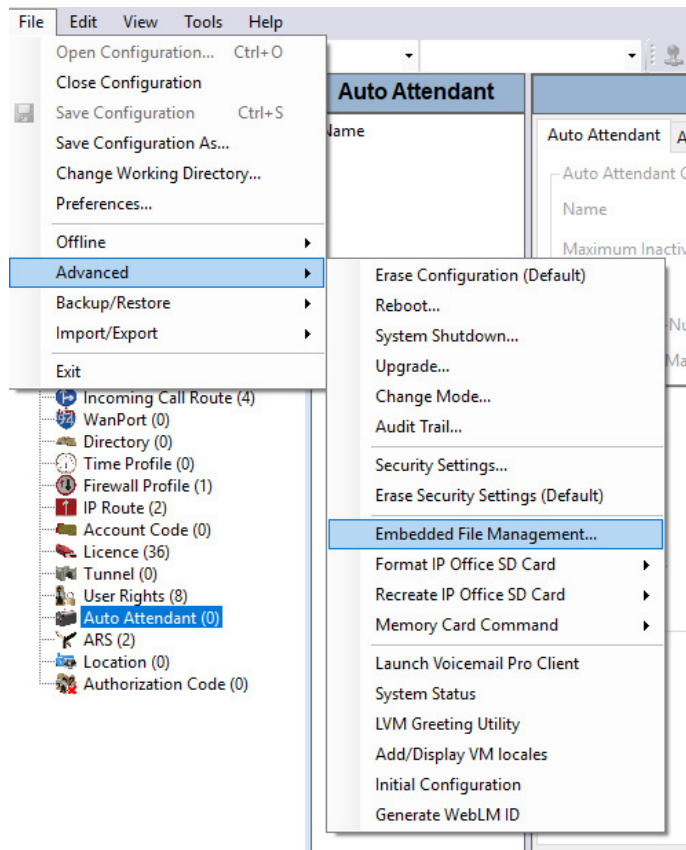 File Edit View Tools Help
Open Configuration... Ctrl+O
Close Configuration
Save Configuration Ctrl+S
Save Configuration As...
Change Working Directory...
Preferences...
Offline
Advanced
Backup/Restore
Import/Export
Exit
Auto Attendant
Name
Auto Attendant
Auto Attendant
Name
Maximum
Erase Configuration (Default)
Reboot...
System Shutdown...
Upgrade...
Change Mode...
Audit Trail...
Security Settings...
Erase Security Settings (Default)
Embedded File Management...
Format IP Office SD Card
Recreate IP Office SD Card
Memory Card Command
Launch Voicemail Pro Client
System Status
LVM Greeting Utility
Add/Display VM locales
Initial Configuration
Generate WebLM ID
Incoming Call Route (4)
WanPort (0)
Directory (0)
Time Profile (0)
Firewall Profile (1)
IP Route (2)
Account Code (0)
Licence (36)
Tunnel (0)
User Rights (8)
Auto Attendant (0)
ARS (2)
Location (0)
Authorization Code (0)